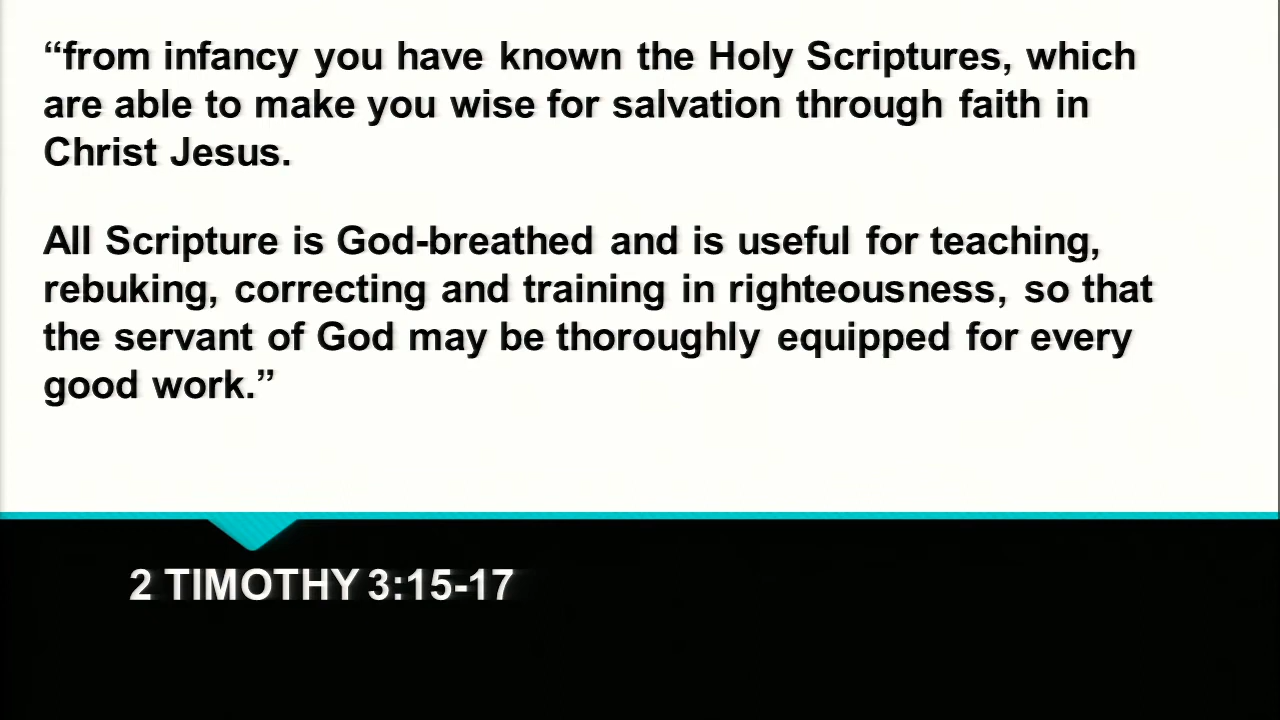 “from infancy you have known the Holy Scriptures, which
are able to make you wise for salvation through faith in
Christ Jesus.
All Scripture is God-breathed and is useful for teaching,
rebuking, correcting and training in righteousness, so that
the servant of God may be thoroughly equipped for every
good work.”
2 TIMOTHY 3:15-17